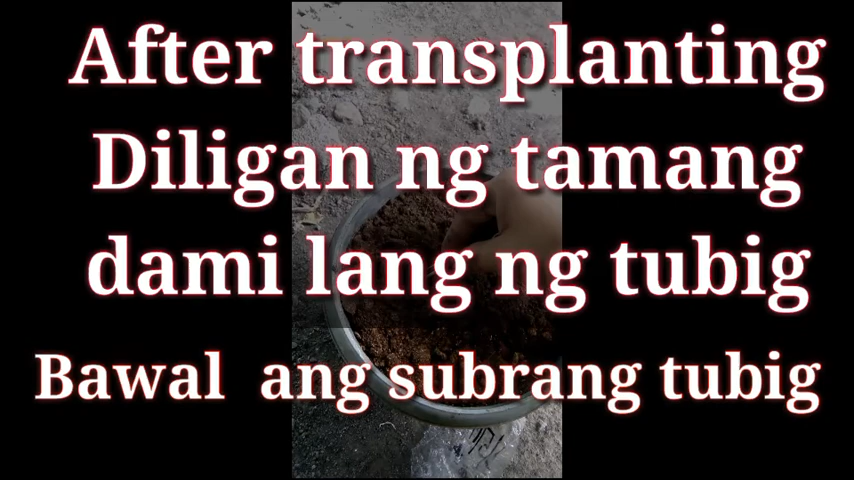 After transplanting
Diligan ng tamang
dami lang ng tubig
Bawal ang subrang tubig